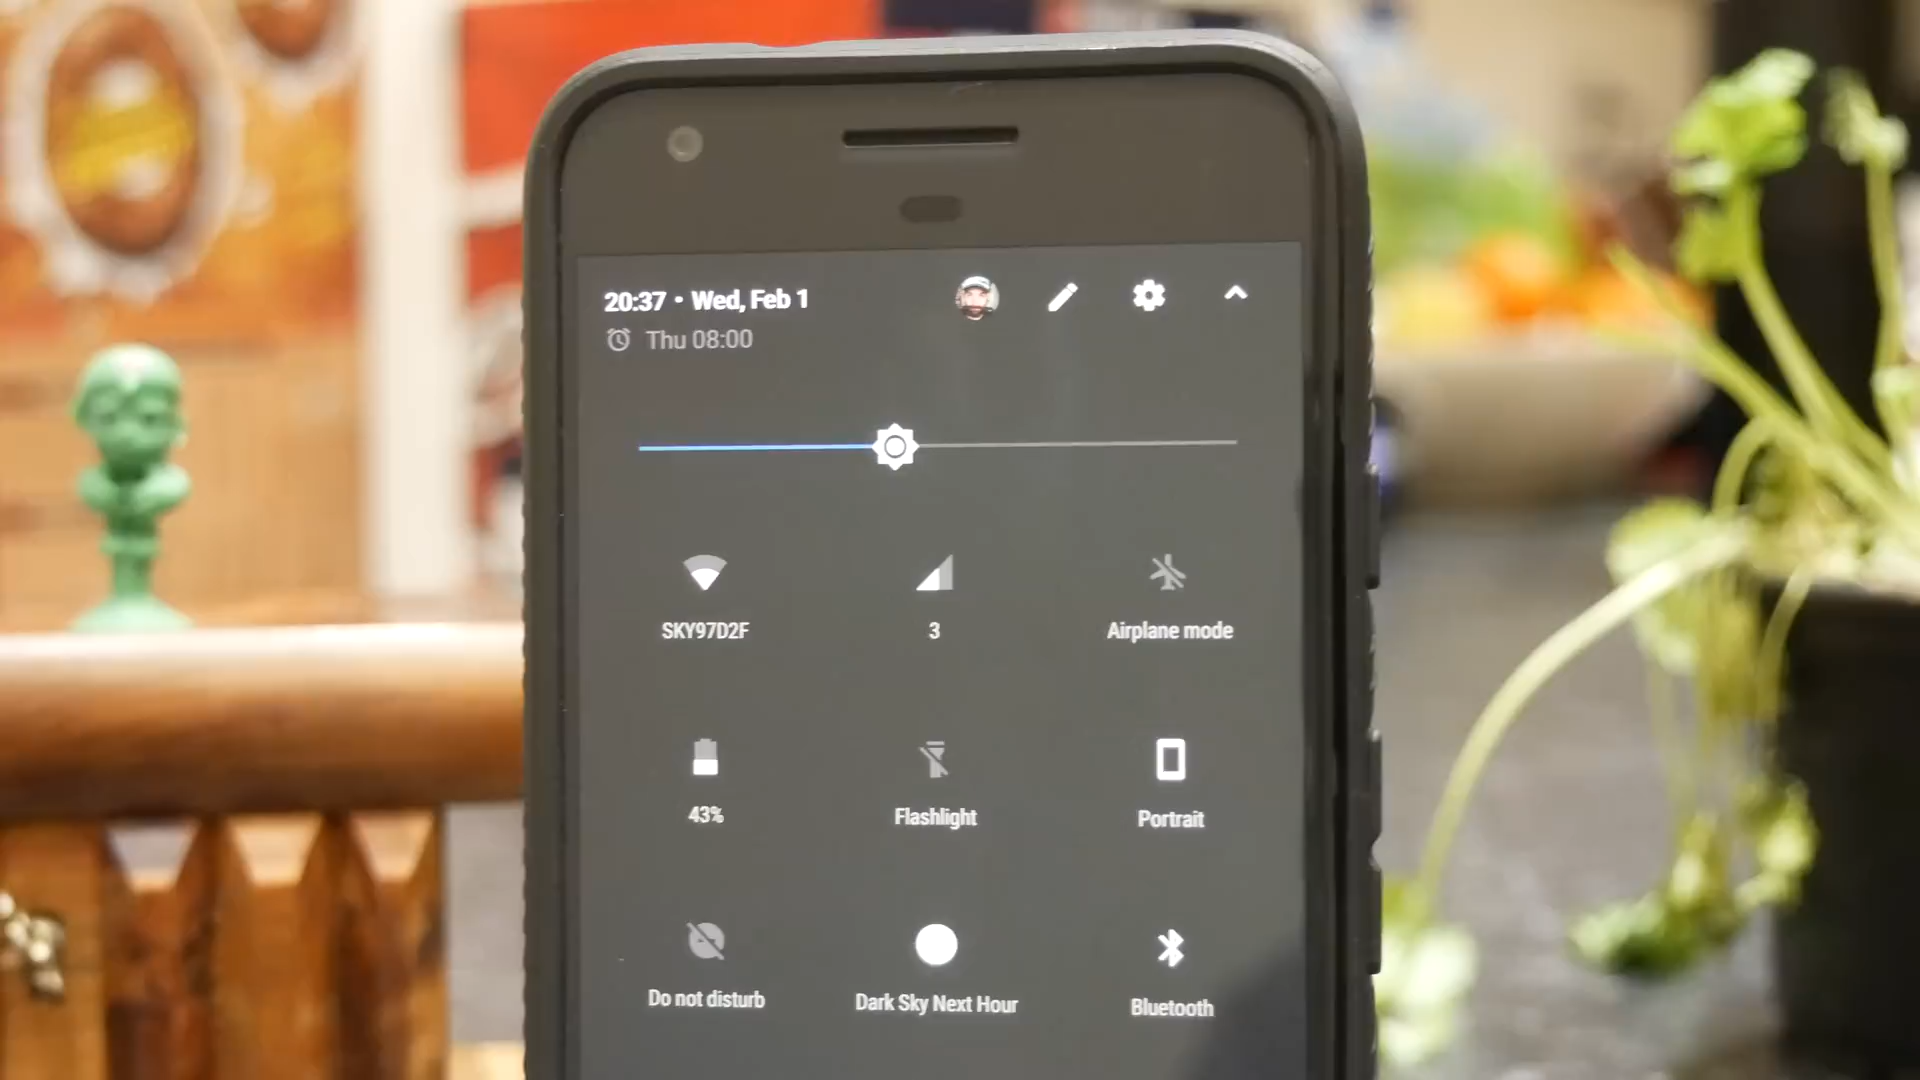 20:37 • Wed, Feb 1
Thu 08:00
SKY97D2F
3
Airplane mode
43%
Flashlight
Portrait
Do not disturb
Dark Sky Next Hour
Bluetooth